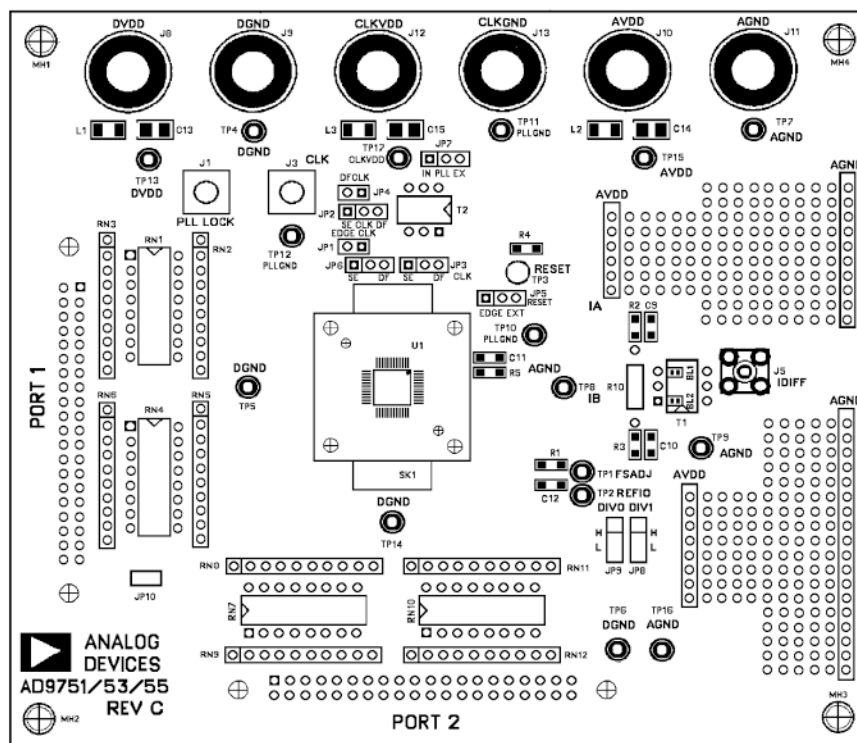 DVDD DGND CLKVDD CLKGND AVDD AGND
J8 J9 J12 J13 J10 J11
MH1 MH4
L1 C13 TP4 L3 C15 TP11 L2 C14 TP7
DGND TP17 PLLGND AGND
TP13 CLKVDD JP7 TP15
DVDD J1 J3 CLK IN PLL EX AVDD AGND
DFCLK JP4 AVDD
PLL LOCK JP2 T2
SE CLK DF
RN3 RN1 RN2 EDGE CLK R4
TP12 JP1
PLLGND JP6 JP3 RESET
SE DF SE DF CLK TP3
JP5
RESET
EDGE EXT IA R2 C9
TP10
PLLGND
U1
C11
DGND R5 AGND BL1 J5
PORT 1 TP5 TP8 IB R10 IDIFF
RN6 RN4 RN5 BL2 AGND
T1
R3 C10 TP9
R1 AGND
SK1 TP1 FSADJ AVDD
C12 TP2 REFIO
DGND DIV0 DIV1
TP14 H H
L L
RN8 RN11 JP9 JP8
JP10
RN7 RN10 TP6 TP16
DGND AGND
ANALOG
DEVICES RN9 RN12
AD9751/53/55
REV C
MH2 PORT 2 MH3